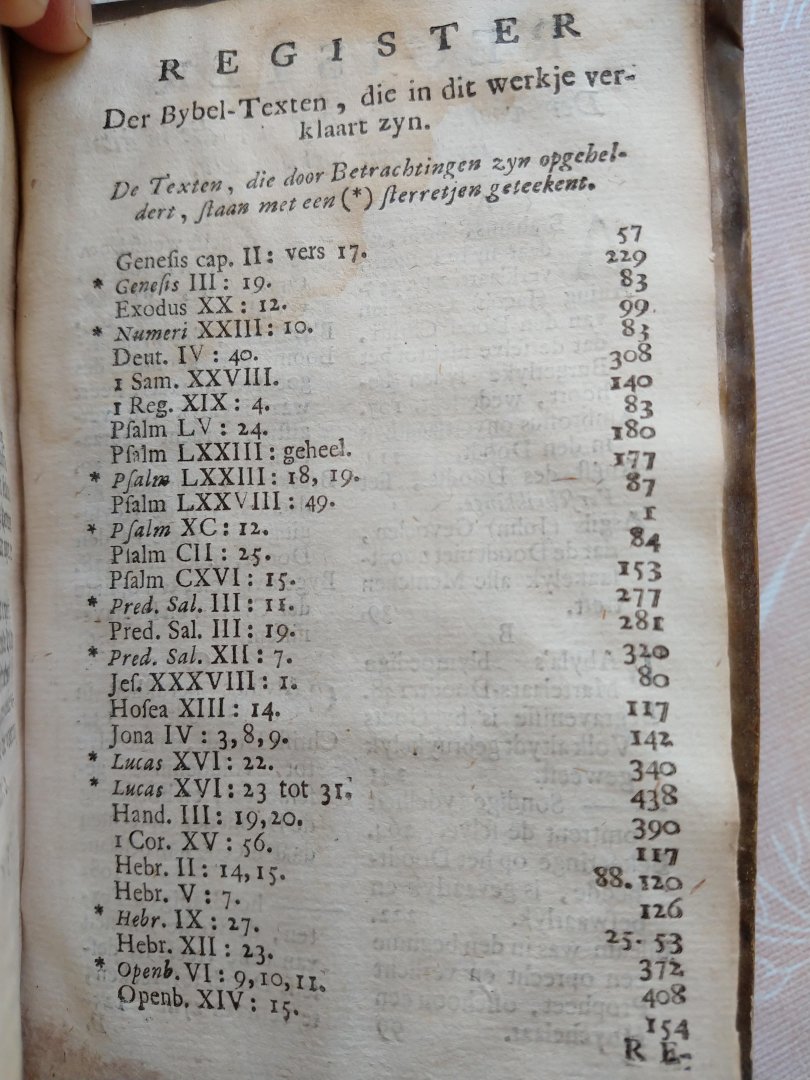 REGISTER
Der Bybel-Texten, die in dit werkje ver-
klaart zyn.
De Texten, die door Betrachtingen zyn opgehel-
dert, ſtaan met een (*) ſterretjen geteekent.
Geneſis cap. II: vers 17. 57
* Geneſis III: 19. 229
Exodus XX: 12. 83
* Numeri XXIII: 10. 99
Deut. IV: 40. 83
1 Sam. XXVIII. 308
1 Reg. XIX: 4. 140
Pſalm LV: 24. 83
Pſalm LXXIII: geheel. 180
* Pſalm LXXIII: 18, 19. 177
Pſalm LXXVIII: 49. 87
* Pſalm XC: 12. 1
Pſalm CII: 25. 84
Pſalm CXVI: 15. 153
* Pred. Sal. III: 11. 277
Pred. Sal. III: 19. 281
* Pred. Sal. XII: 7. 320
Jeſ. XXXVIII: 1. 80
Hoſea XIII: 14. 117
Jona IV: 3, 8, 9. 142
* Lucas XVI: 22. 340
* Lucas XVI: 23 tot 31. 438
Hand. III: 19, 20. 390
1 Cor. XV: 56. 117
Hebr. II: 14, 15. 88. 120
Hebr. V: 7. 126
* Hebr. IX: 27. 25. 53
Hebr. XII: 23. 372
* Openb. VI: 9, 10, 11. 408
Openb. XIV: 15. 154
RE-